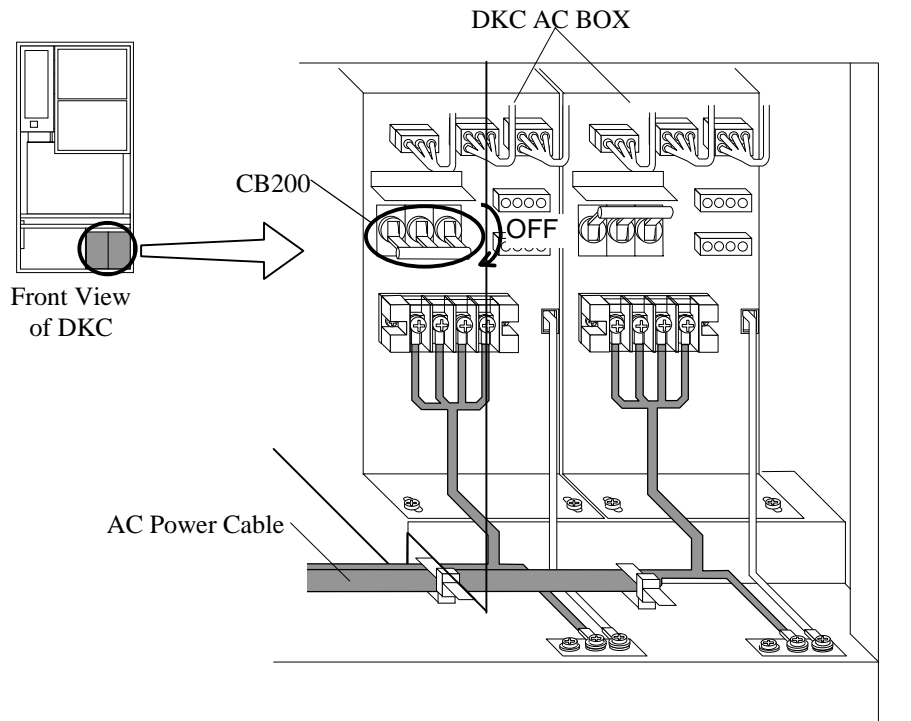 DKC AC BOX
CB200
OFF
Front View
of DKC
AC Power Cable